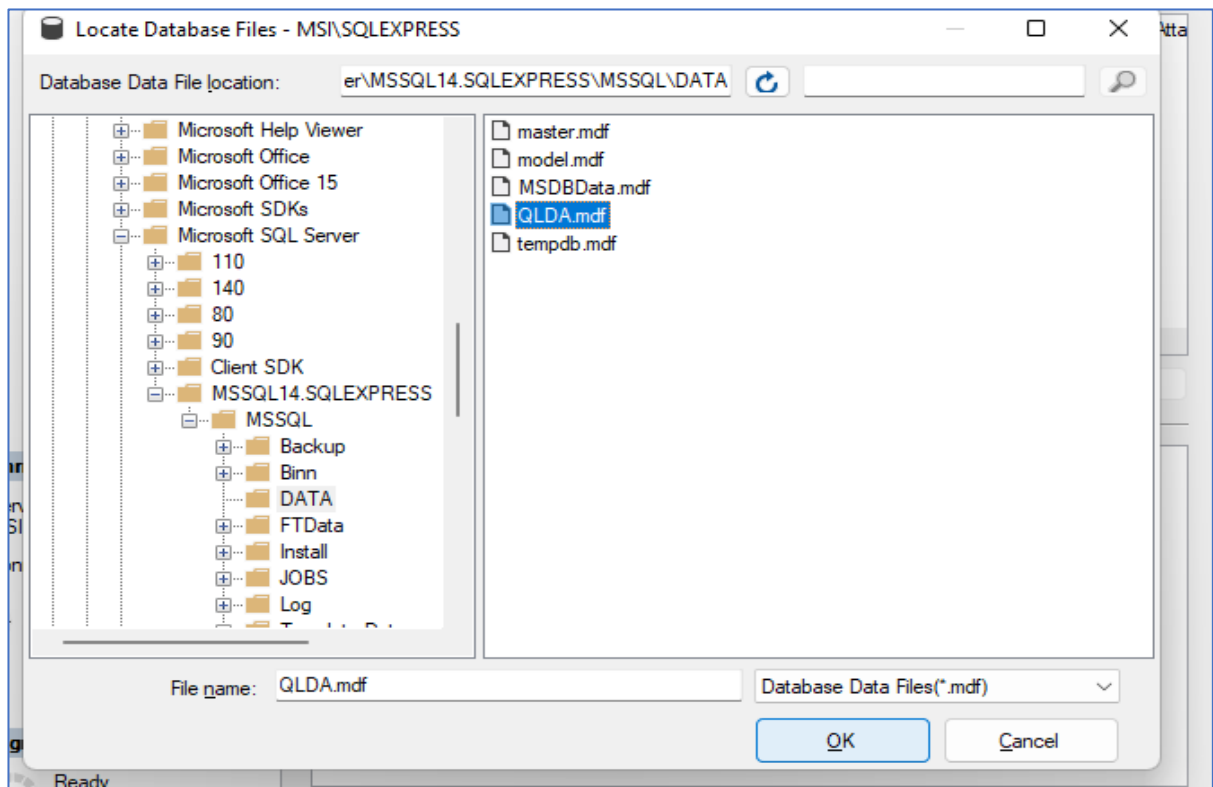 Locate Database Files - MSI\SQLEXPRESS
Atta
Database Data File location:
er\MSSQL14.SQLEXPRESS\MSSQL\DATA
Microsoft Help Viewer
Microsoft Office
Microsoft Office 15
Microsoft SDKs
Microsoft SQL Server
110
140
80
90
Client SDK
MSSQL14.SQLEXPRESS
MSSQL
Backup
Binn
DATA
FTData
Install
JOBS
Log
master.mdf
model.mdf
MSDBData.mdf
QLDA.mdf
tempdb.mdf
File name:
QLDA.mdf
Database Data Files(*.mdf)
OK
Cancel
Ready